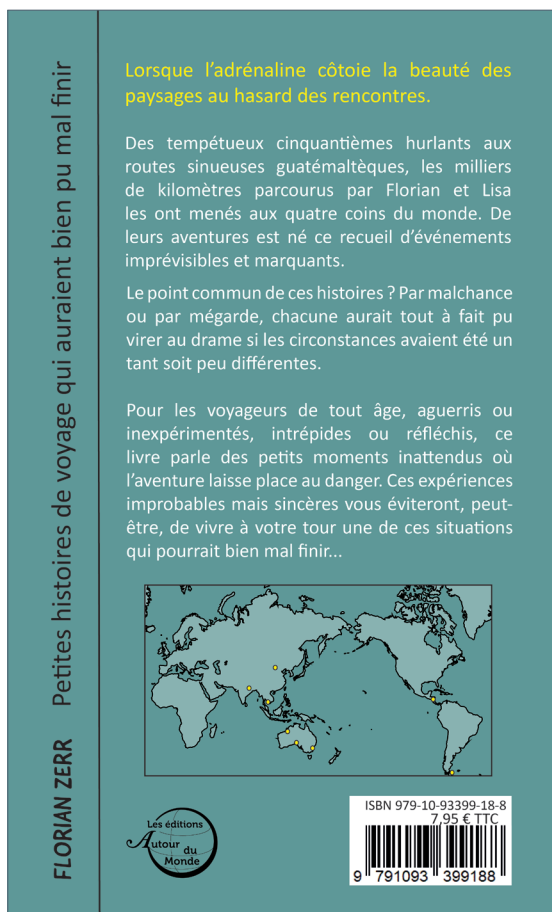 FLORIAN ZERR Petites histoires de voyage qui auraient bien pu mal finir
Lorsque l'adrénaline côtoie la beauté des
paysages au hasard des rencontres.
Des tempétueux cinquantièmes hurlants aux
routes sinueuses guatémaltèques, les milliers
de kilomètres parcourus par Florian et Lisa
les ont menés aux quatre coins du monde. De
leurs aventures est né ce recueil d'événements
imprévisibles et marquants.
Le point commun de ces histoires ? Par malchance
ou par mégarde, chacune aurait tout à fait pu
virer au drame si les circonstances avaient été un
tant soit peu différentes.
Pour les voyageurs de tout âge, aguerris ou
inexpérimentés, intrépides ou réfléchis, ce
livre parle des petits moments inattendus où
l'aventure laisse place au danger. Ces expériences
improbables mais sincères vous éviteront, peut-
être, de vivre à votre tour une de ces situations
qui pourrait bien mal finir...
Les éditions
Autour
du
Monde
ISBN 979-10-93399-18-8
7,95 € TTC
9 791093 399188